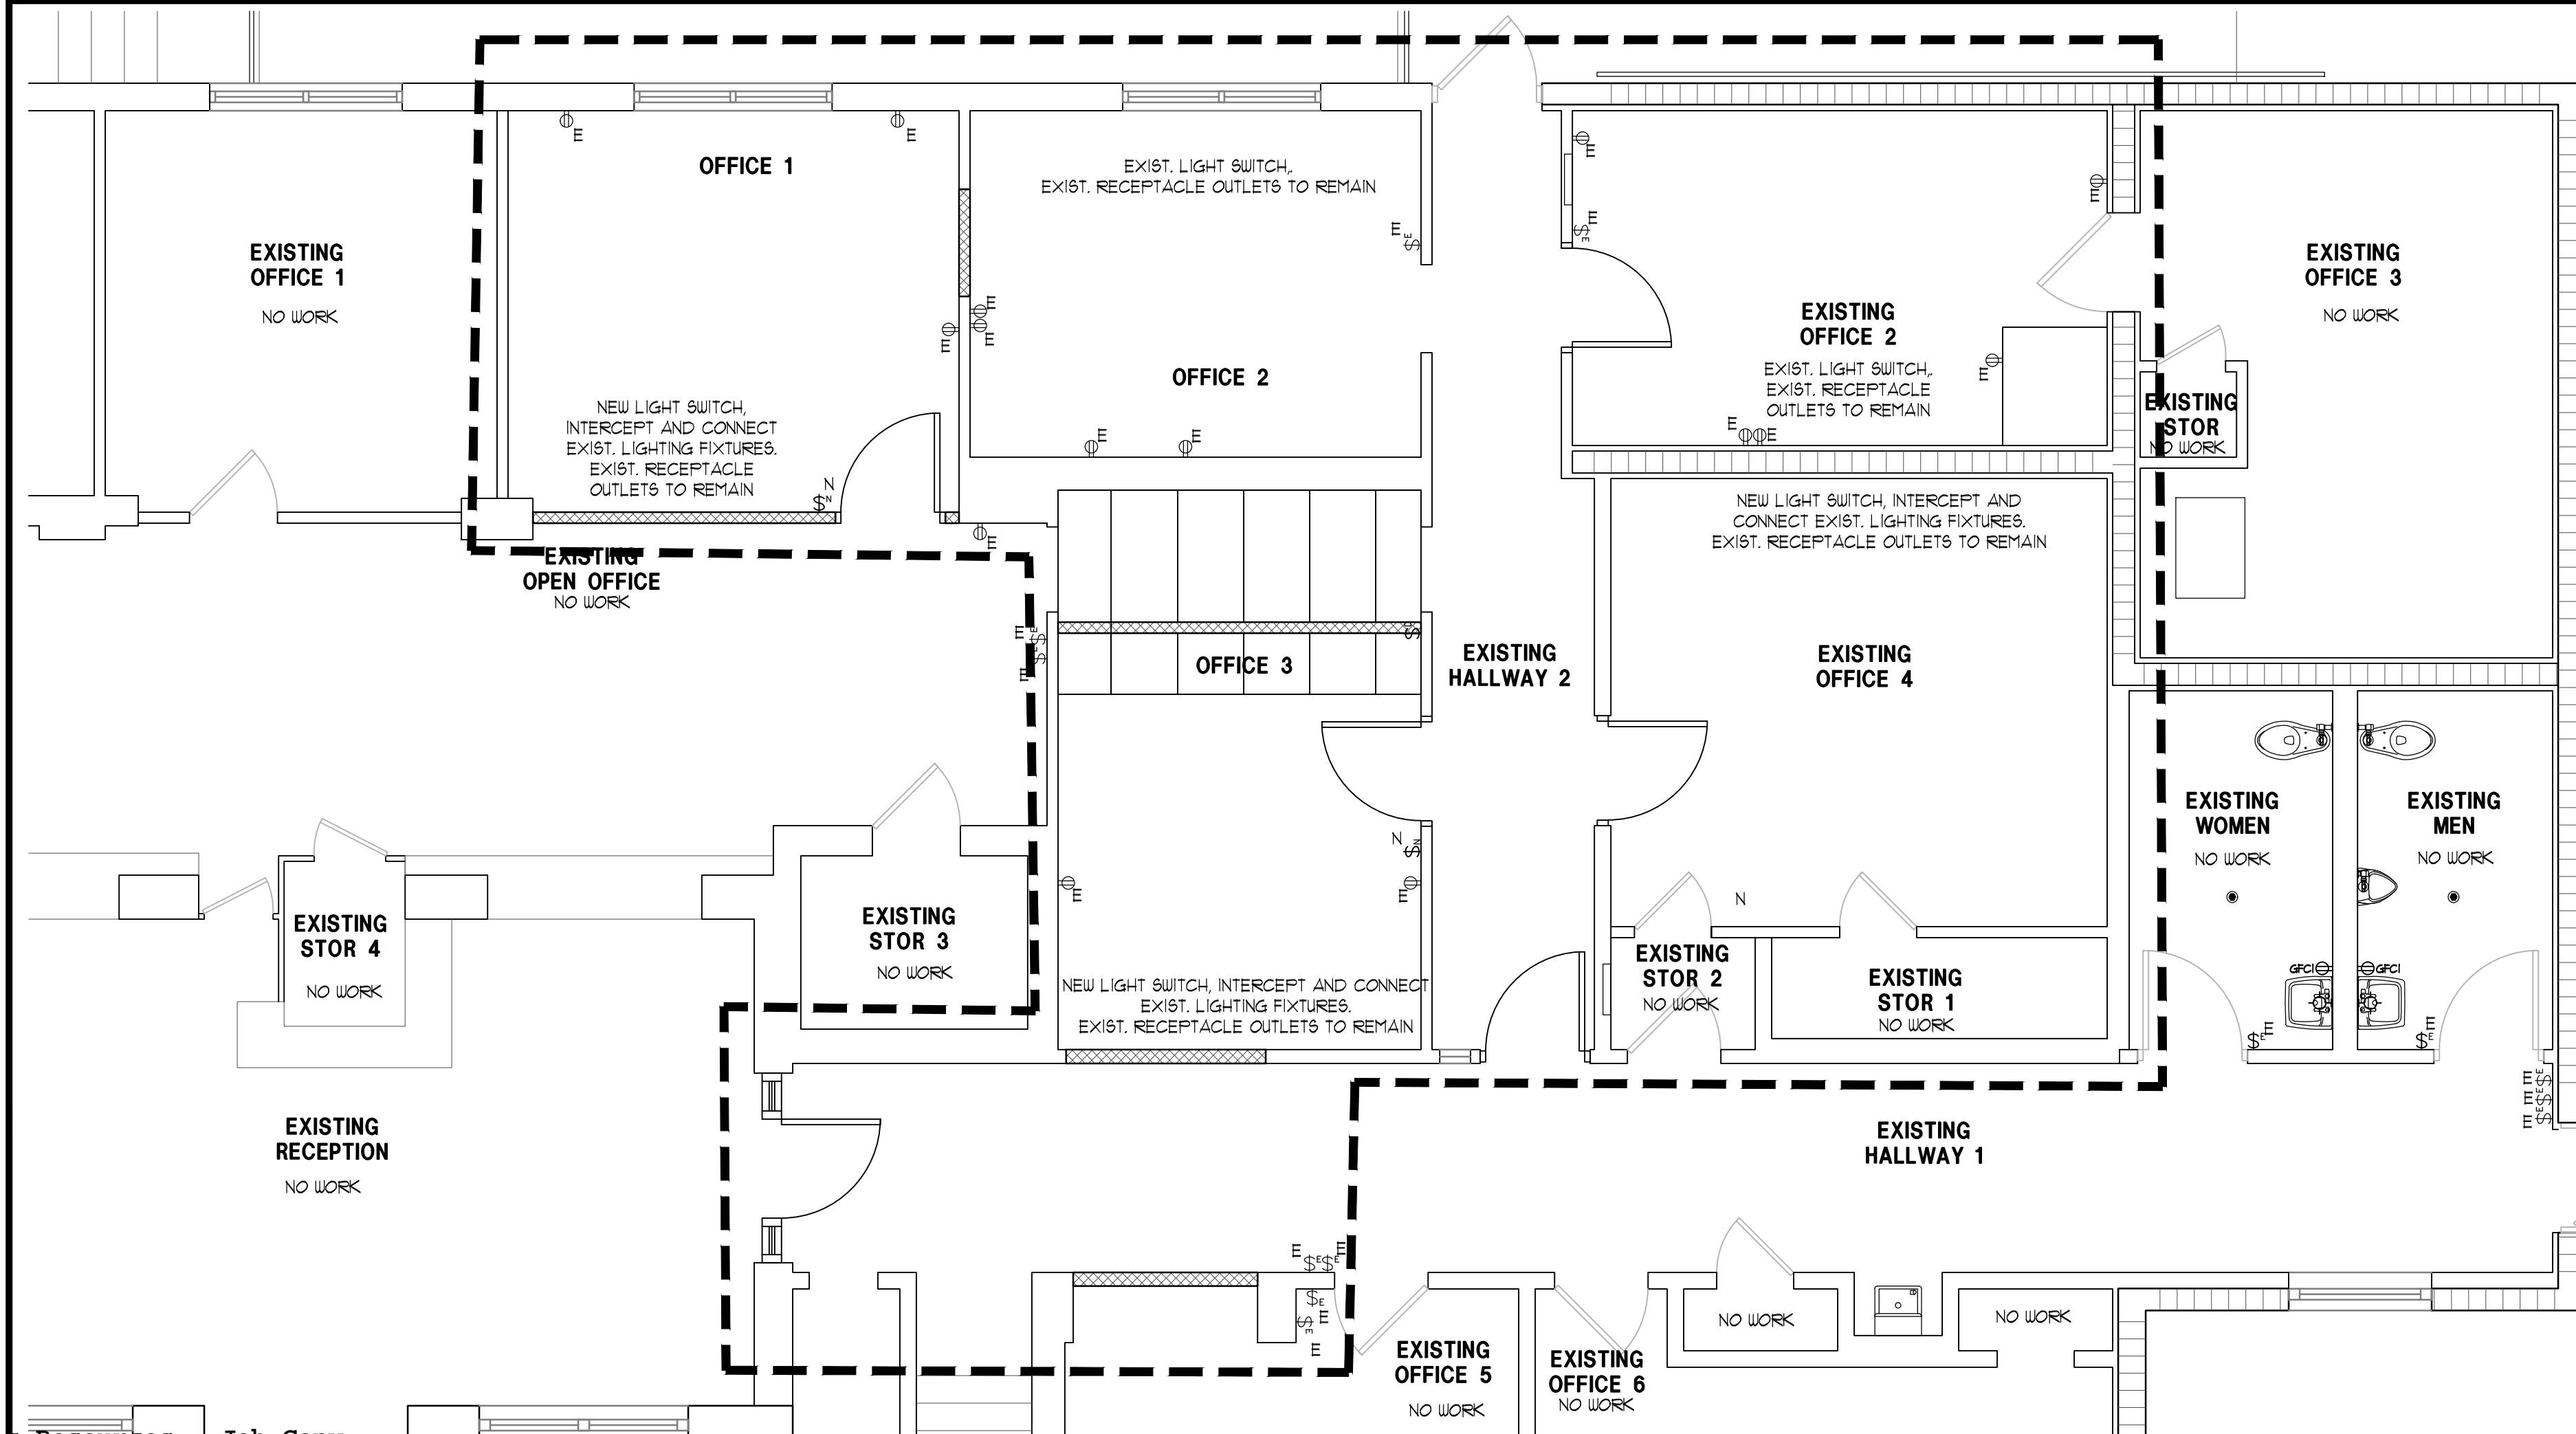 OFFICE 1
EXIST. LIGHT SWITCH,.
EXIST. RECEPTACLE OUTLETS TO REMAIN
E
E
E
E
E
$E
E
$E
EXISTING
OFFICE 1
NO WORK
EXISTING
OFFICE 3
NO WORK
E
E
E
EXISTING
OFFICE 2
EXIST. LIGHT SWITCH,.
EXIST. RECEPTACLE
OUTLETS TO REMAIN
E
OFFICE 2
NEW LIGHT SWITCH,
INTERCEPT AND CONNECT
EXIST. LIGHTING FIXTURES.
EXIST. RECEPTACLE
OUTLETS TO REMAIN
N
$N
E
E
E
E
EXISTING
STOR
NO WORK
NEW LIGHT SWITCH, INTERCEPT AND
CONNECT EXIST. LIGHTING FIXTURES.
EXIST. RECEPTACLE OUTLETS TO REMAIN
E
EXISTING
OPEN OFFICE
NO WORK
E
$E
$E
E
OFFICE 3
EXISTING
HALLWAY 2
EXISTING
OFFICE 4
EXISTING
WOMEN
NO WORK
EXISTING
MEN
NO WORK
N
$N
E
E
N
EXISTING
STOR 4
NO WORK
EXISTING
STOR 3
NO WORK
EXISTING
STOR 2
NO WORK
EXISTING
STOR 1
NO WORK
GFCI
GFCI
NEW LIGHT SWITCH, INTERCEPT AND CONNECT
EXIST. LIGHTING FIXTURES.
EXIST. RECEPTACLE OUTLETS TO REMAIN
$E E
$E E
E $E
E $E
E $E
EXISTING
RECEPTION
NO WORK
EXISTING
HALLWAY 1
E $E $E E
$E
$E E
E
EXISTING
OFFICE 5
NO WORK
EXISTING
OFFICE 6
NO WORK
NO WORK
NO WORK